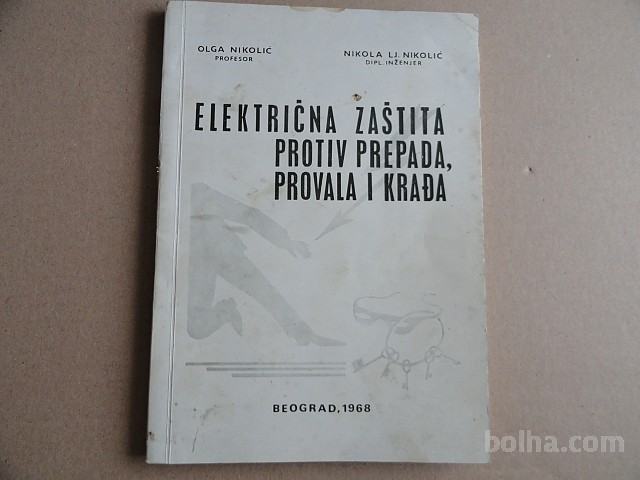 OLGA NIKOLIĆ
PROFESOR
NIKOLA LJ. NIKOLIĆ
DIPL. INŽENJER
ELEKTRIČNA ZAŠTITA
PROTIV PREPADA,
PROVALA I KRAĐA
BEOGRAD, 1968
bolha.com